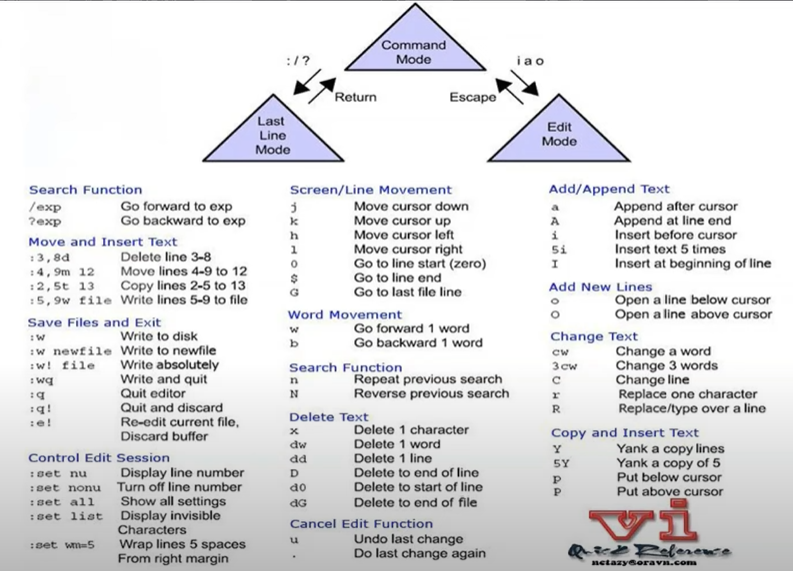 Command
Mode
: / ?
i a o
Return
Escape
Last
Line
Mode
Edit
Mode
Search Function
/exp Go forward to exp
?exp Go backward to exp
Move and Insert Text
:3,8d Delete line 3-8
:4,9m 12 Move lines 4-9 to 12
:2,5t 13 Copy lines 2-5 to 13
:5,9w file Write lines 5-9 to file
Save Files and Exit
:w Write to disk
:w newfile Write to newfile
:w! file Write absolutely
:wq Write and quit
:q Quit editor
:q! Quit and discard
:e! Re-edit current file,
Discard buffer
Control Edit Session
:set nu Display line number
:set nonu Turn off line number
:set all Show all settings
:set list Display invisible
Characters
:set wm=5 Wrap lines 5 spaces
From right margin
Screen/Line Movement
j Move cursor down
k Move cursor up
h Move cursor left
l Move cursor right
0 Go to line start (zero)
$ Go to line end
G Go to last file line
Word Movement
w Go forward 1 word
b Go backward 1 word
Search Function
n Repeat previous search
N Reverse previous search
Delete Text
x Delete 1 character
dw Delete 1 word
dd Delete 1 line
D Delete to end of line
d0 Delete to start of line
dG Delete to end of file
Cancel Edit Function
u Undo last change
. Do last change again
Add/Append Text
a Append after cursor
A Append at line end
i Insert before cursor
5i Insert text 5 times
I Insert at beginning of line
Add New Lines
o Open a line below cursor
O Open a line above cursor
Change Text
cw Change a word
3cw Change 3 words
C Change line
r Replace one character
R Replace/type over a line
Copy and Insert Text
Y Yank a copy lines
5Y Yank a copy of 5
p Put below cursor
P Put above cursor
vi
Quick Reference